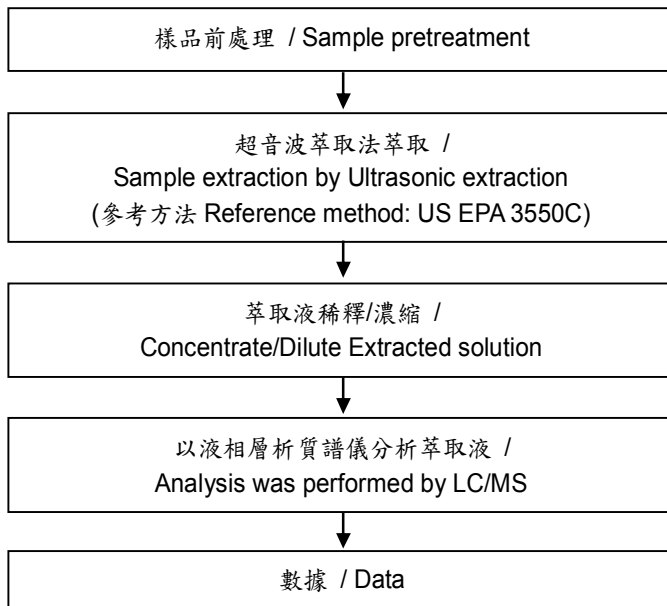 樣品前處理 / Sample pretreatment
超音波萃取法萃取 /
Sample extraction by Ultrasonic extraction
(參考方法 Reference method: US EPA 3550C)
萃取液稀釋/濃縮 /
Concentrate/Dilute Extracted solution
以液相層析質譜儀分析萃取液 /
Analysis was performed by LC/MS
數據 / Data